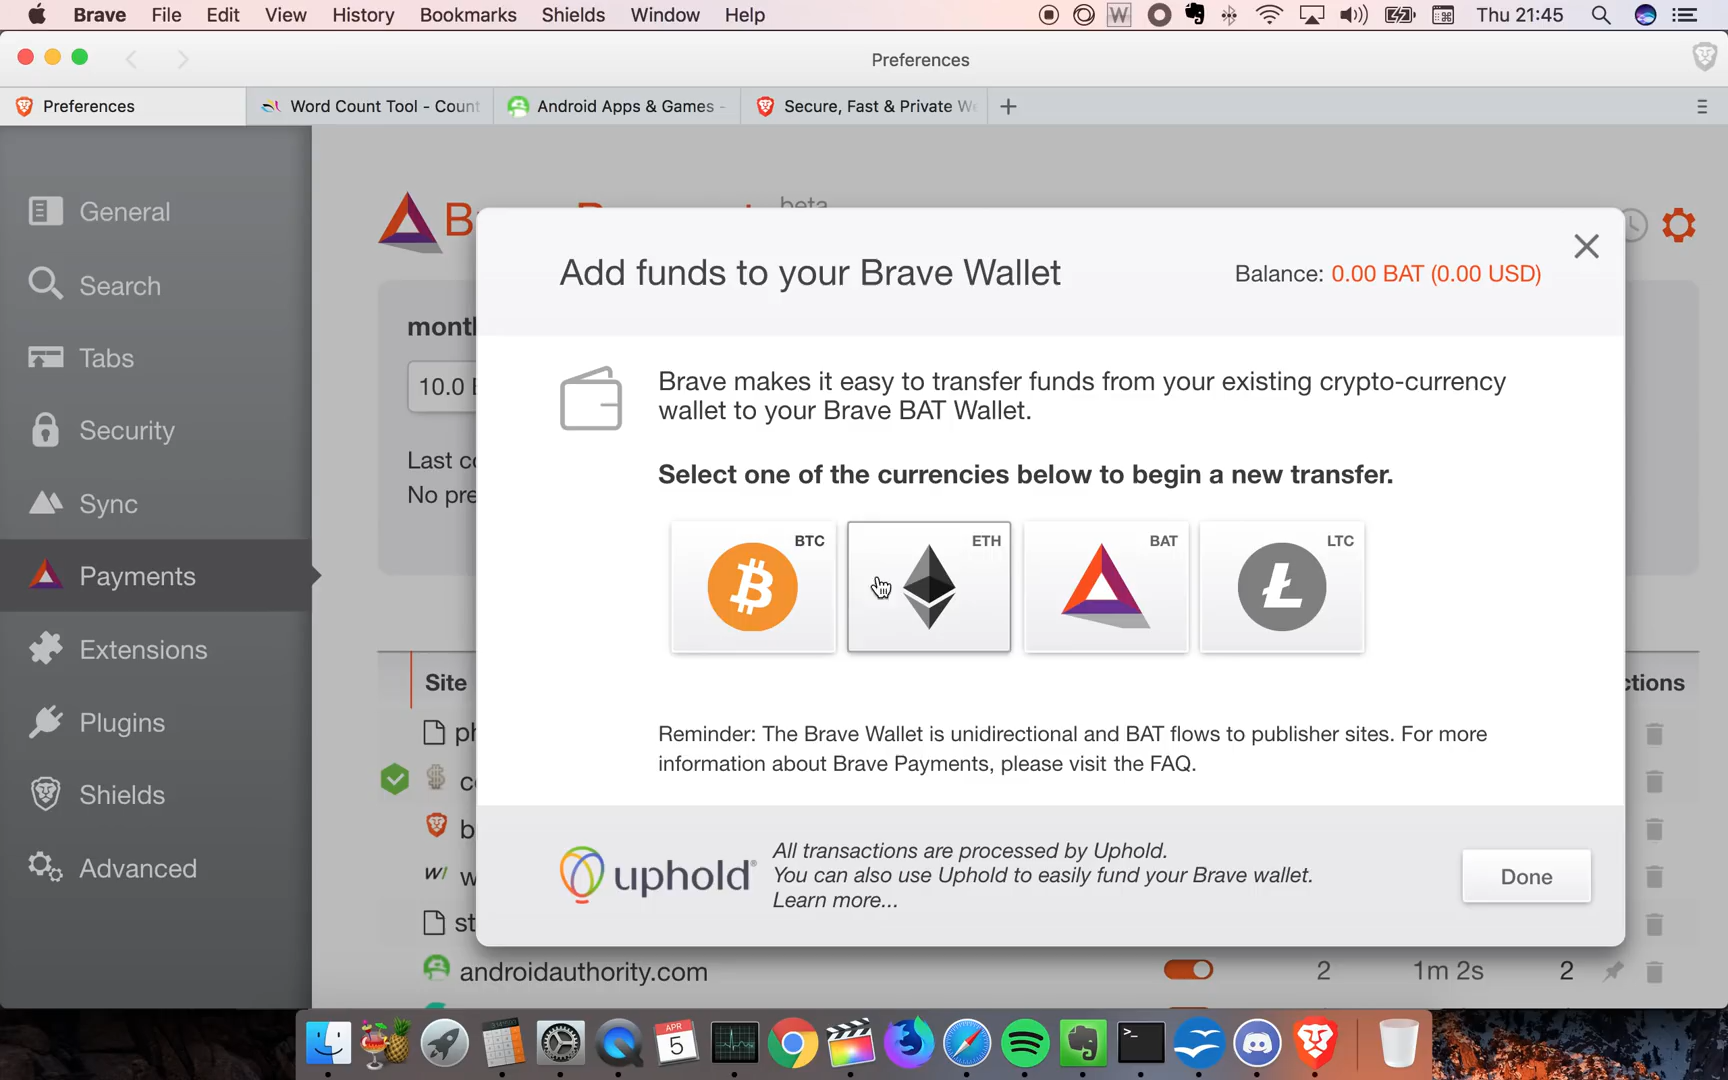 Brave File Edit View History Bookmarks Shields Window Help Thu 21:45
Preferences
Preferences Word Count Tool - Count Android Apps & Games - Secure, Fast & Private W
General
Search
Tabs
Security
Sync
Payments
Extensions
Plugins
Shields
Advanced
beta
month
10.0
Last co
No pre
Site
ctions
androidauthority.com 2 1m 2s 2
Add funds to your Brave Wallet
Balance: 0.00 BAT (0.00 USD)
Brave makes it easy to transfer funds from your existing crypto-currency
wallet to your Brave BAT Wallet.
Select one of the currencies below to begin a new transfer.
BTC ETH BAT LTC
Reminder: The Brave Wallet is unidirectional and BAT flows to publisher sites. For more
information about Brave Payments, please visit the FAQ.
uphold
All transactions are processed by Uphold.
You can also use Uphold to easily fund your Brave wallet.
Learn more...
Done
APR
5